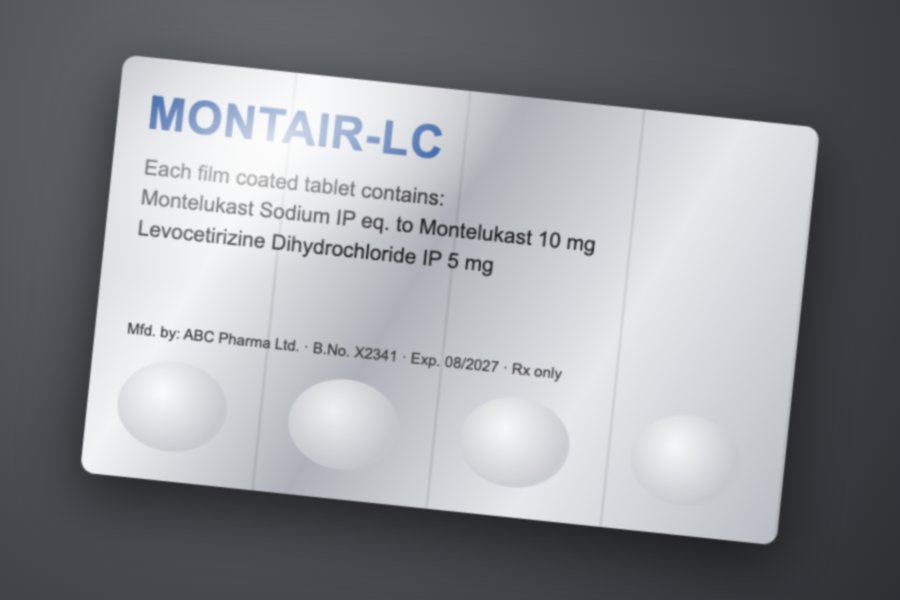 MONTAIR-LC
Each film coated tablet contains:
Montelukast Sodium IP eq. to Montelukast 10 mg
Levocetirizine Dihydrochloride IP 5 mg
Mfd. by: ABC Pharma Ltd. · B.No. X2341 · Exp. 08/2027 · Rx only